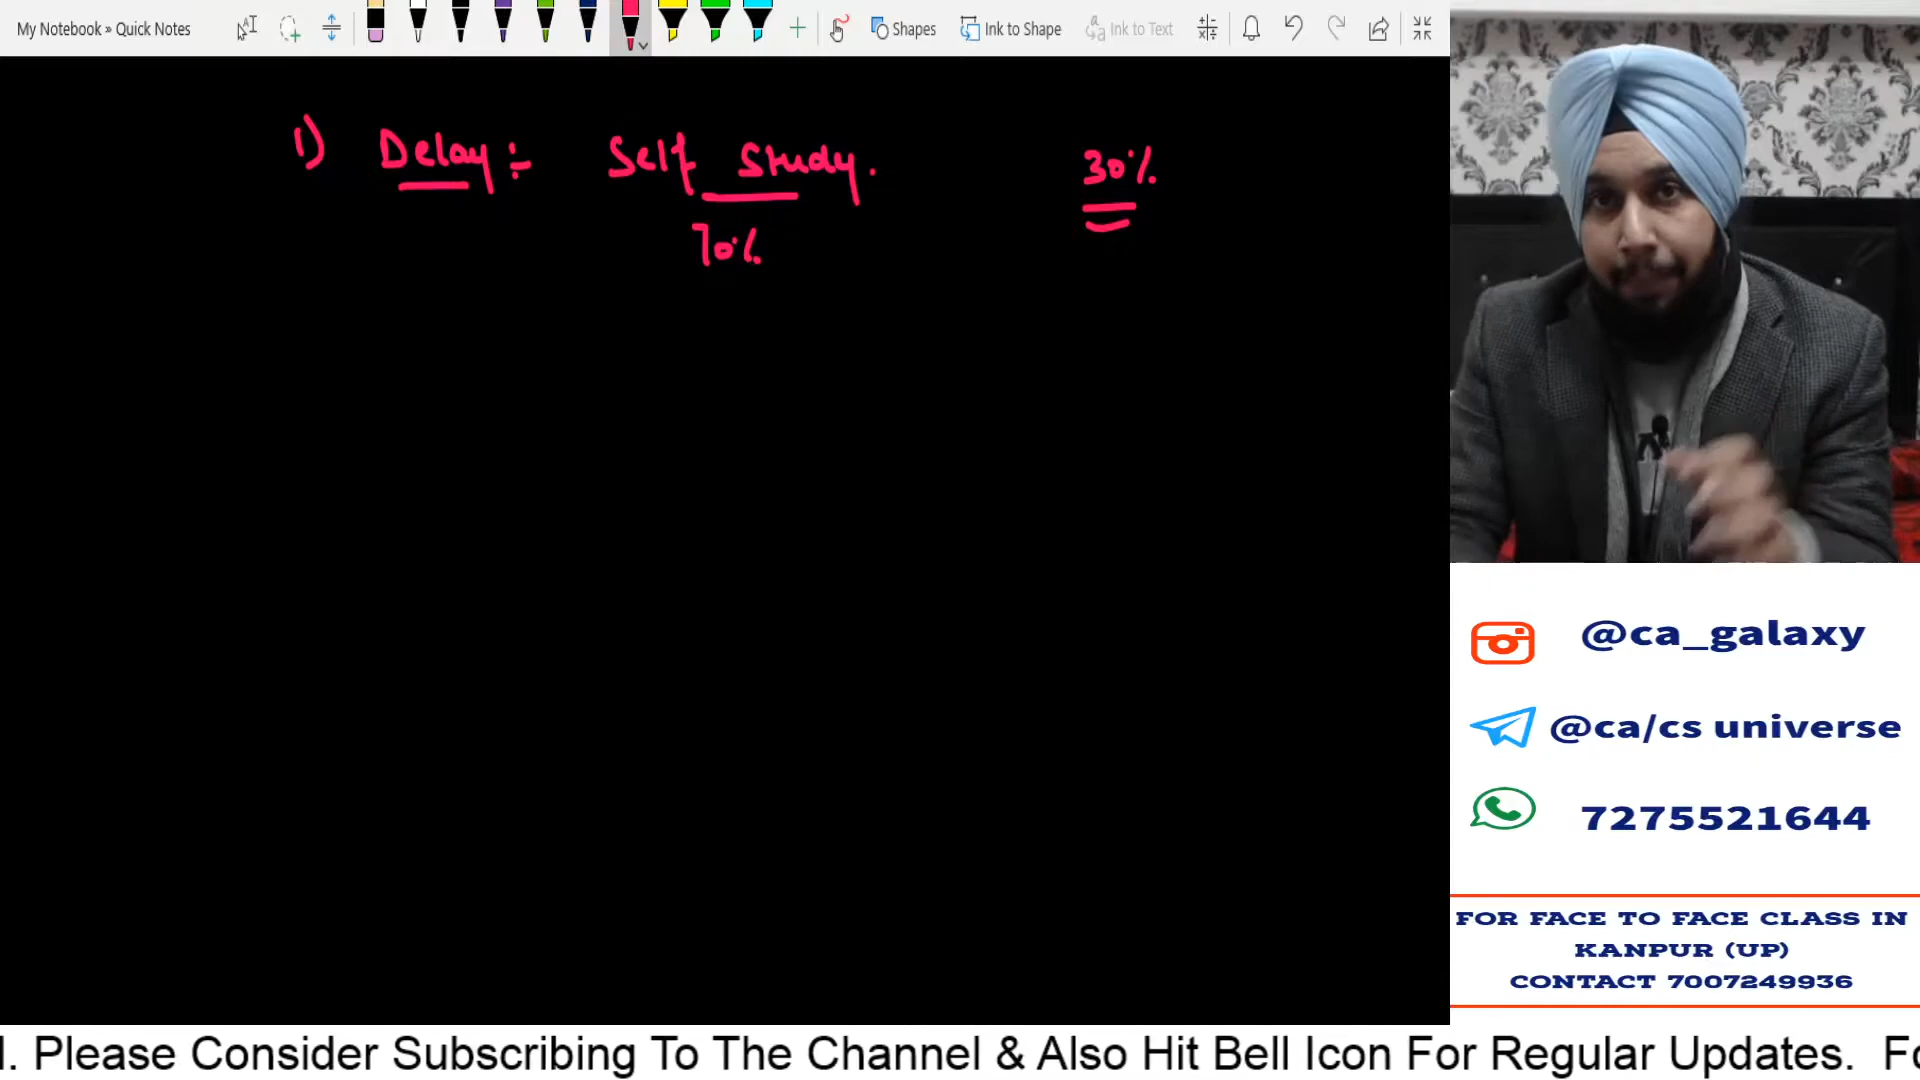 My Notebook » Quick Notes
Shapes
Ink to Shape
Ink to Text
1) Delay :- Self Study. 30%
70%
@ca_galaxy
@ca/cs universe
7275521644
FOR FACE TO FACE CLASS IN
KANPUR (UP)
CONTACT 7007249936
. Please Consider Subscribing To The Channel & Also Hit Bell Icon For Regular Updates.